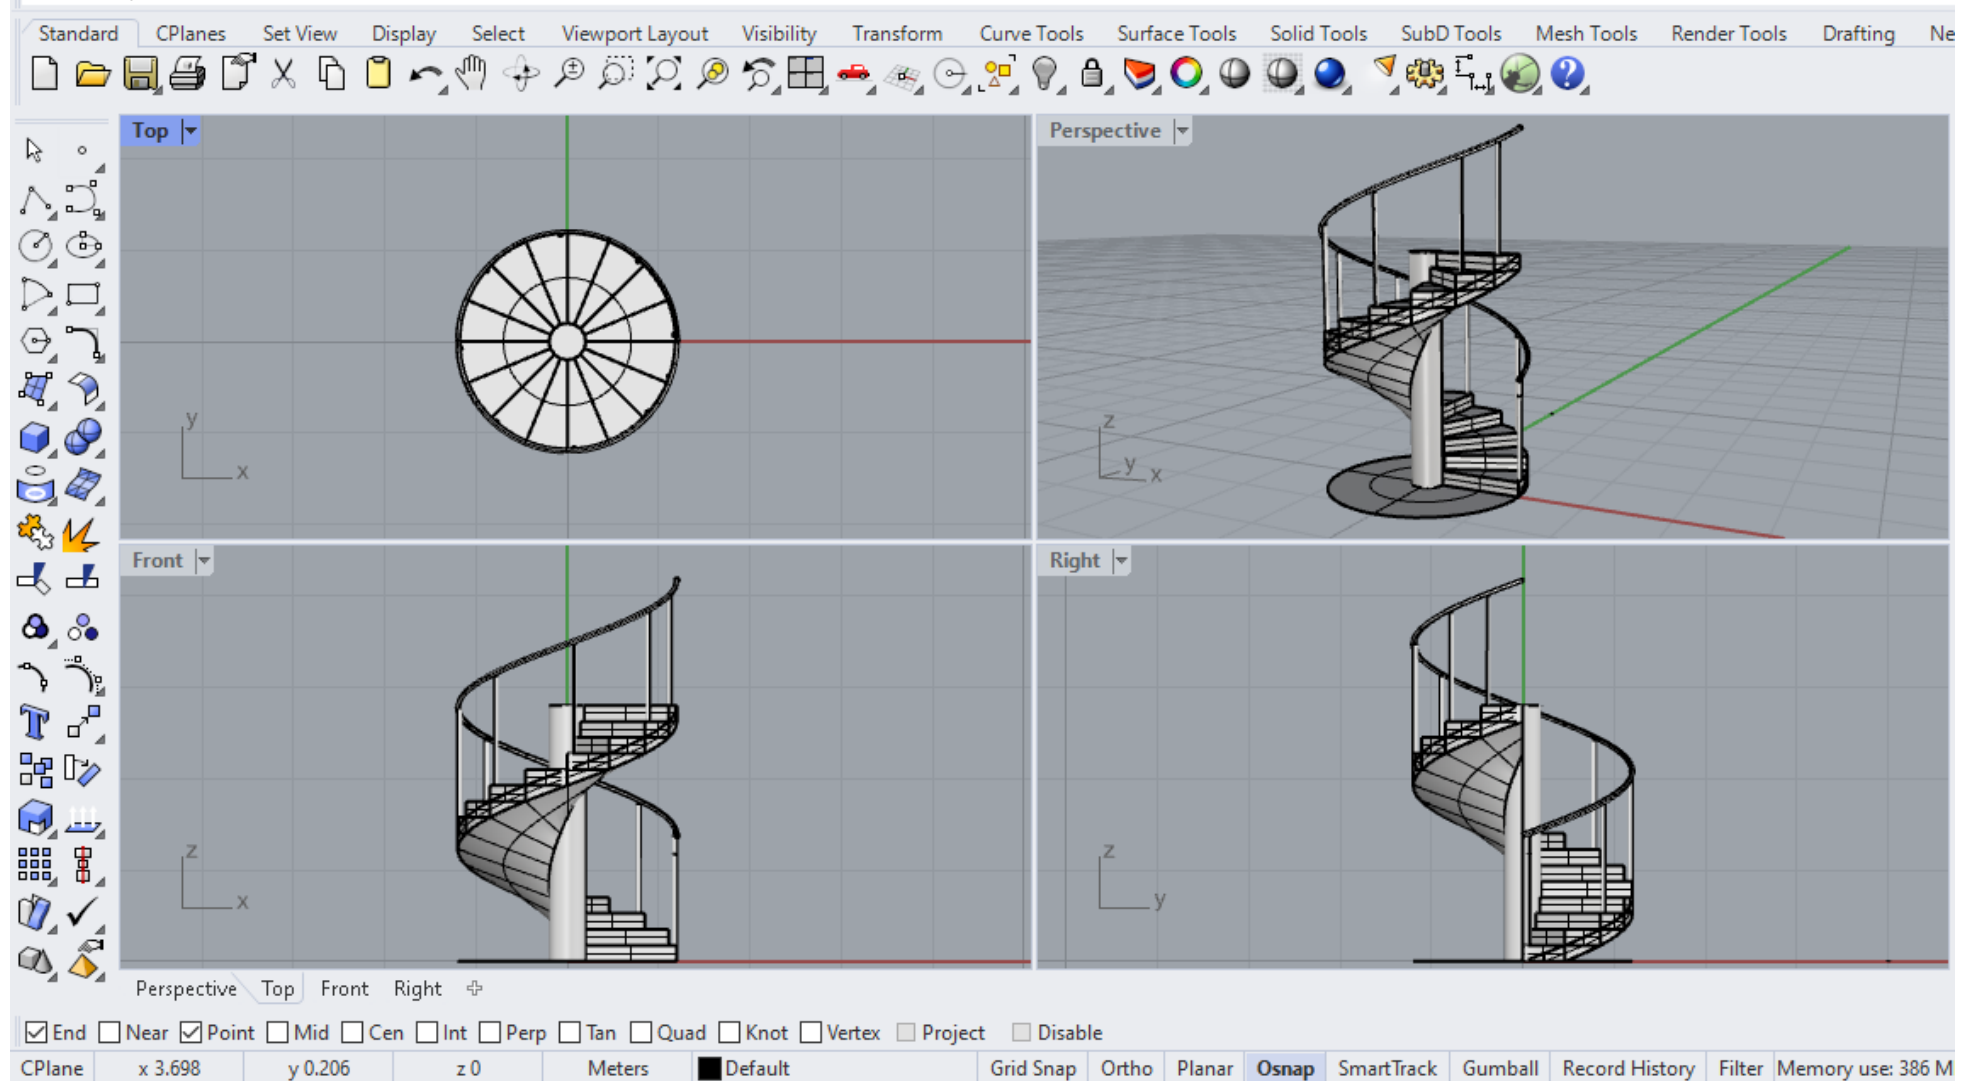 Standard CPlanes Set View Display Select Viewport Layout Visibility Transform Curve Tools Surface Tools Solid Tools SubD Tools Mesh Tools Render Tools Drafting Ne
Top
Perspective
y
x
z
y
x
Front
Right
z
x
z
y
Perspective Top Front Right
End Near Point Mid Cen Int Perp Tan Quad Knot Vertex Project Disable
CPlane x 3.698 y 0.206 z 0 Meters Default Grid Snap Ortho Planar Osnap SmartTrack Gumball Record History Filter Memory use: 386 M